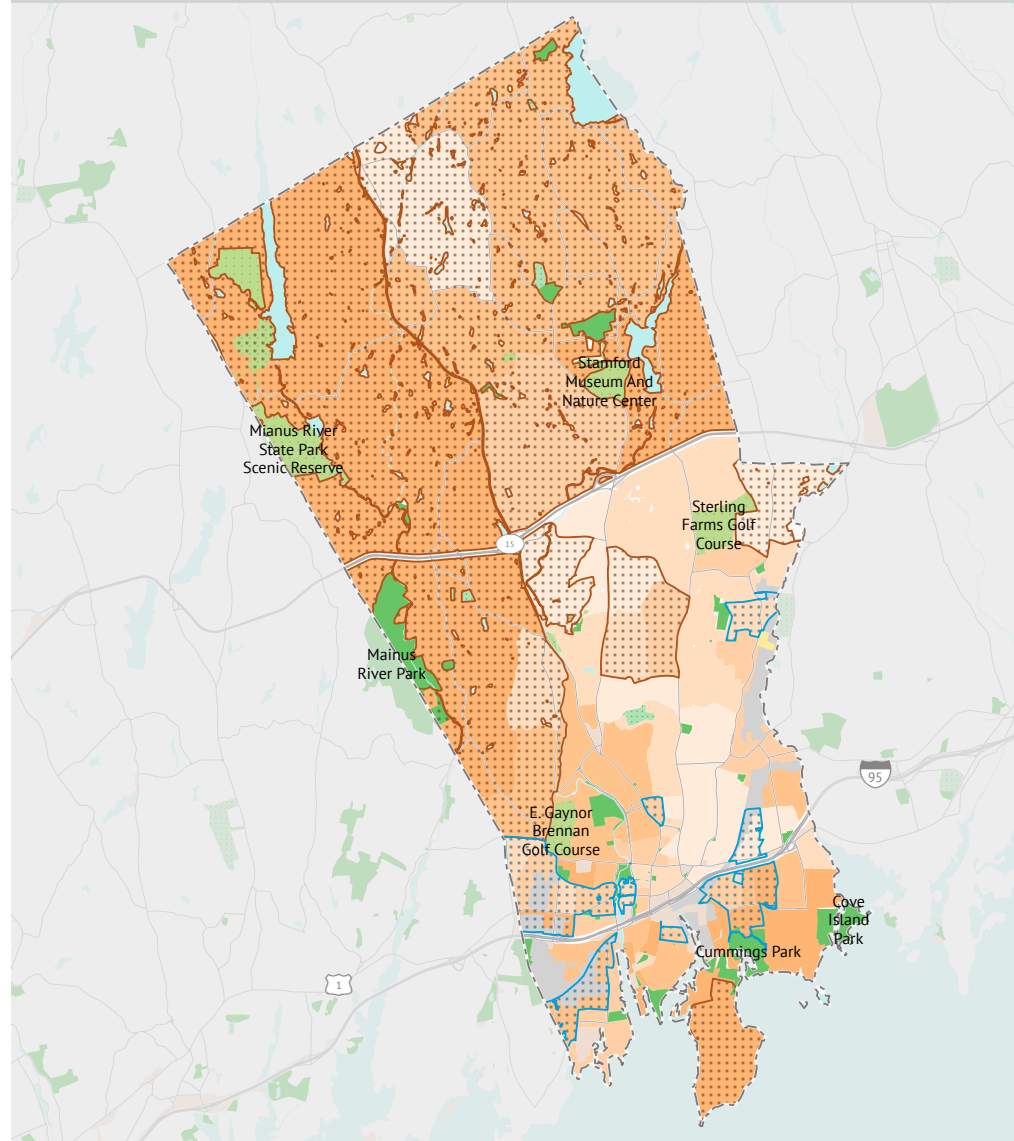 Stamford
Museum And
Nature Center
Mianus River
State Park
Scenic Reserve
Sterling
Farms Golf
Course
15
Mainus
River Park
95
E. Gaynor
Brennan
Golf Course
Cove
Island
Park
Cummings Park
1